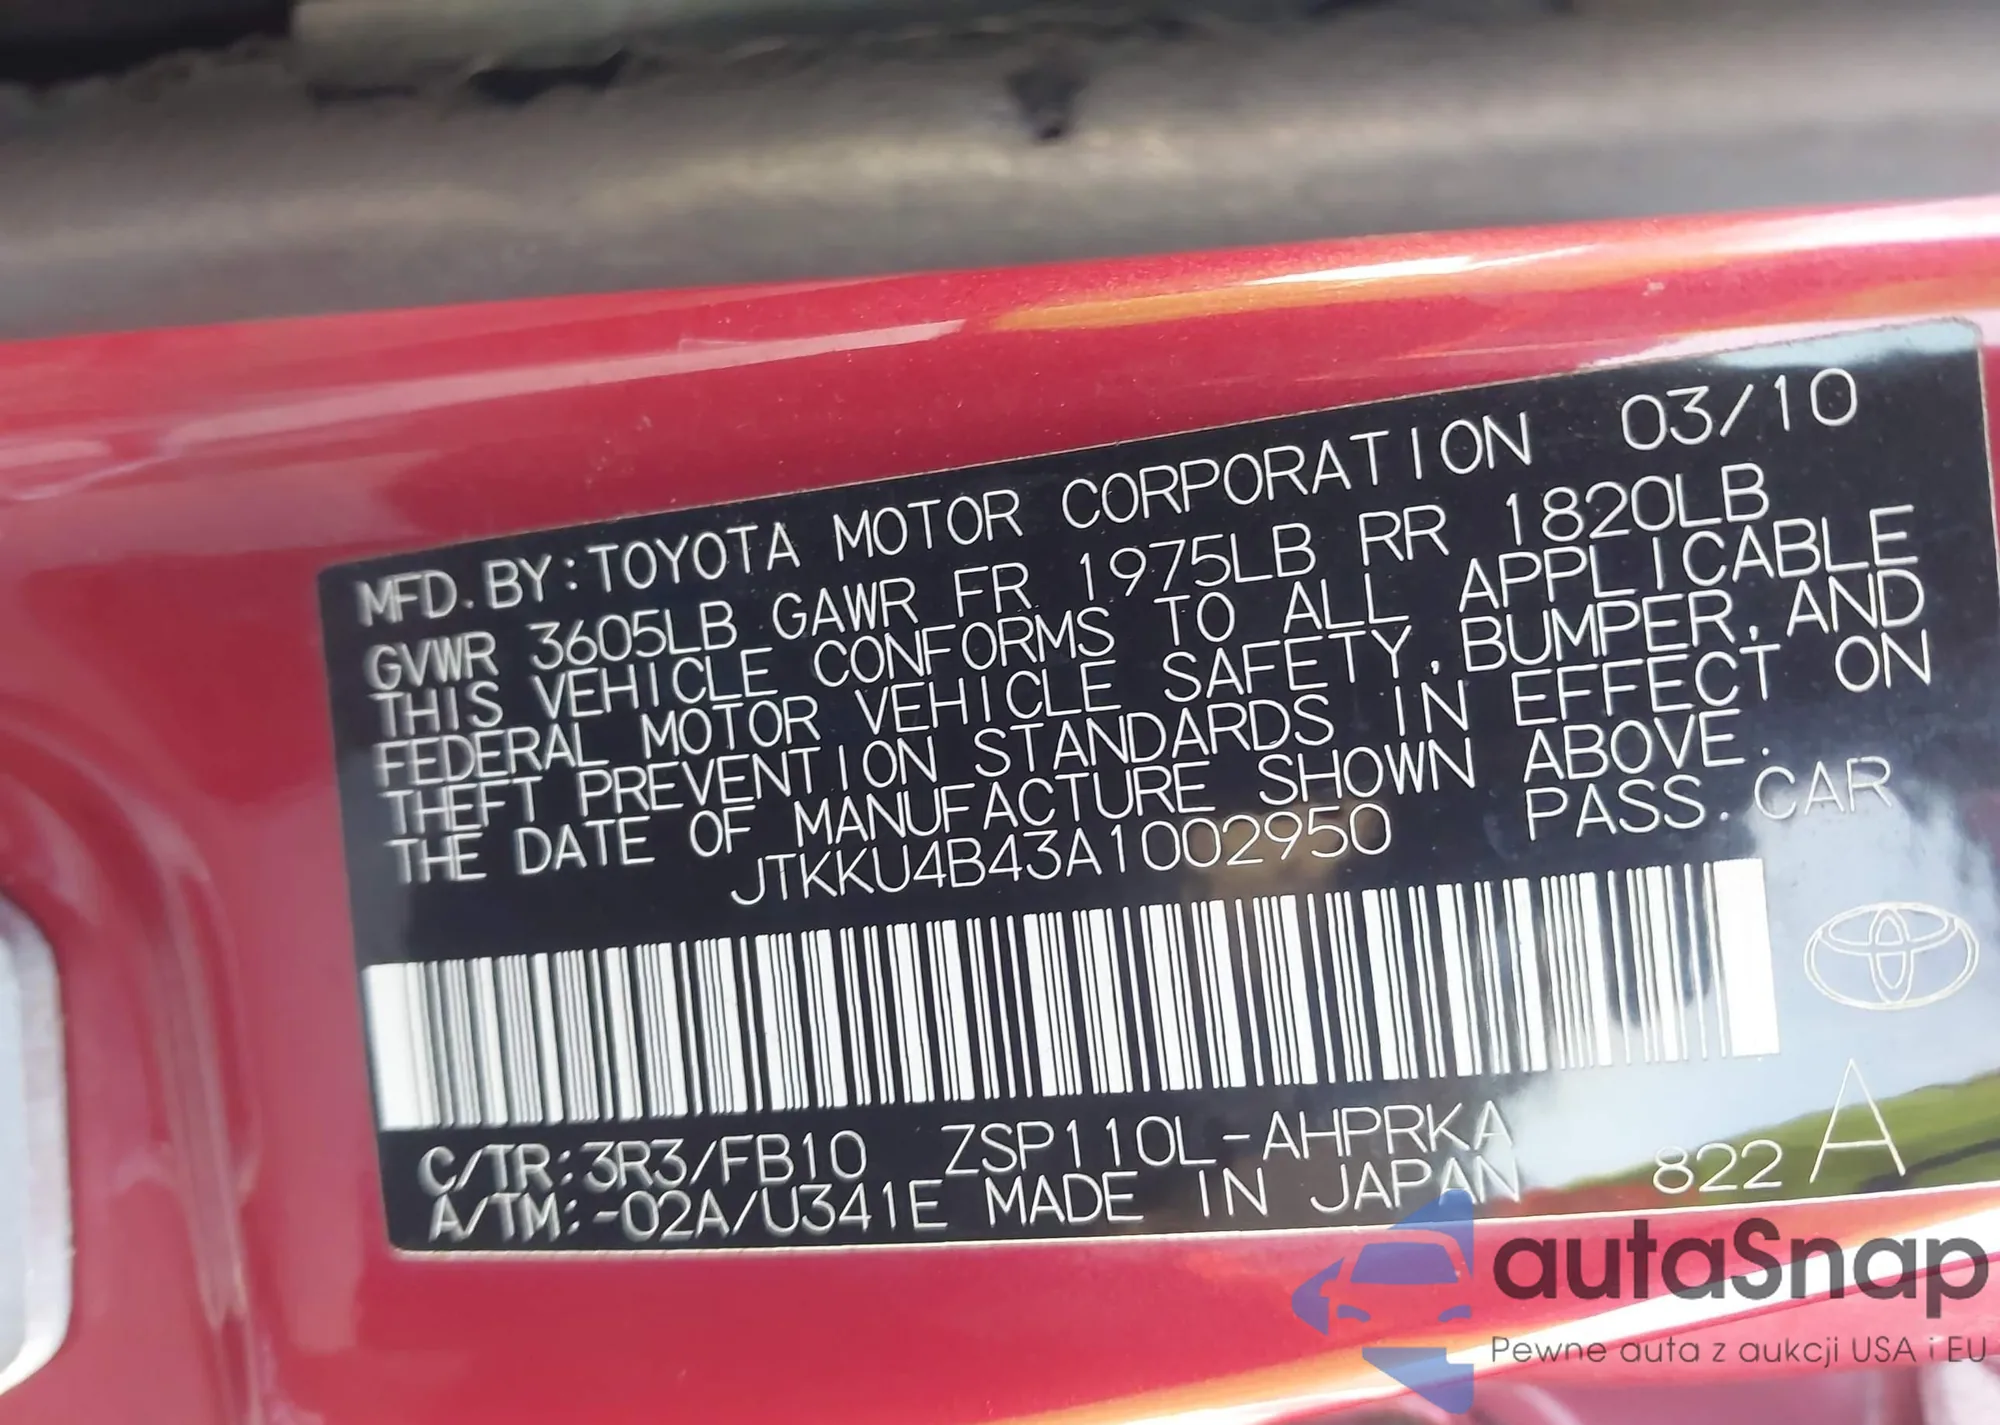 MFD. BY: TOYOTA MOTOR CORPORATION 03/10
GVWR 3605LB GAWR FR 1975LB RR 1820LB
THIS VEHICLE CONFORMS TO ALL APPLICABLE
FEDERAL MOTOR VEHICLE SAFETY, BUMPER, AND
THEFT PREVENTION STANDARDS IN EFFECT ON
THE DATE OF MANUFACTURE SHOWN ABOVE.
JTKKU4B43A1002950 PASS. CAR
C/TR: 3R3/FB10 ZSP110L-AHPRKA
A/TM: -02A/U341E MADE IN JAPAN 822 A
autaSnap
Pewne auta z aukcji USA i EU